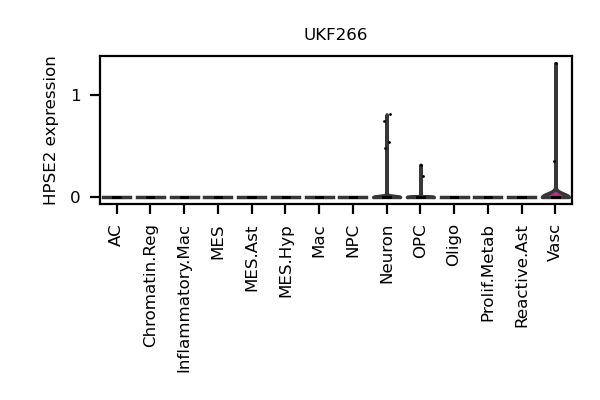 UKF266
HPSE2 expression
1
0
AC
Chromatin.Reg
Inflammatory.Mac
MES
MES.Ast
MES.Hyp
Mac
NPC
Neuron
OPC
Oligo
Prolif.Metab
Reactive.Ast
Vasc